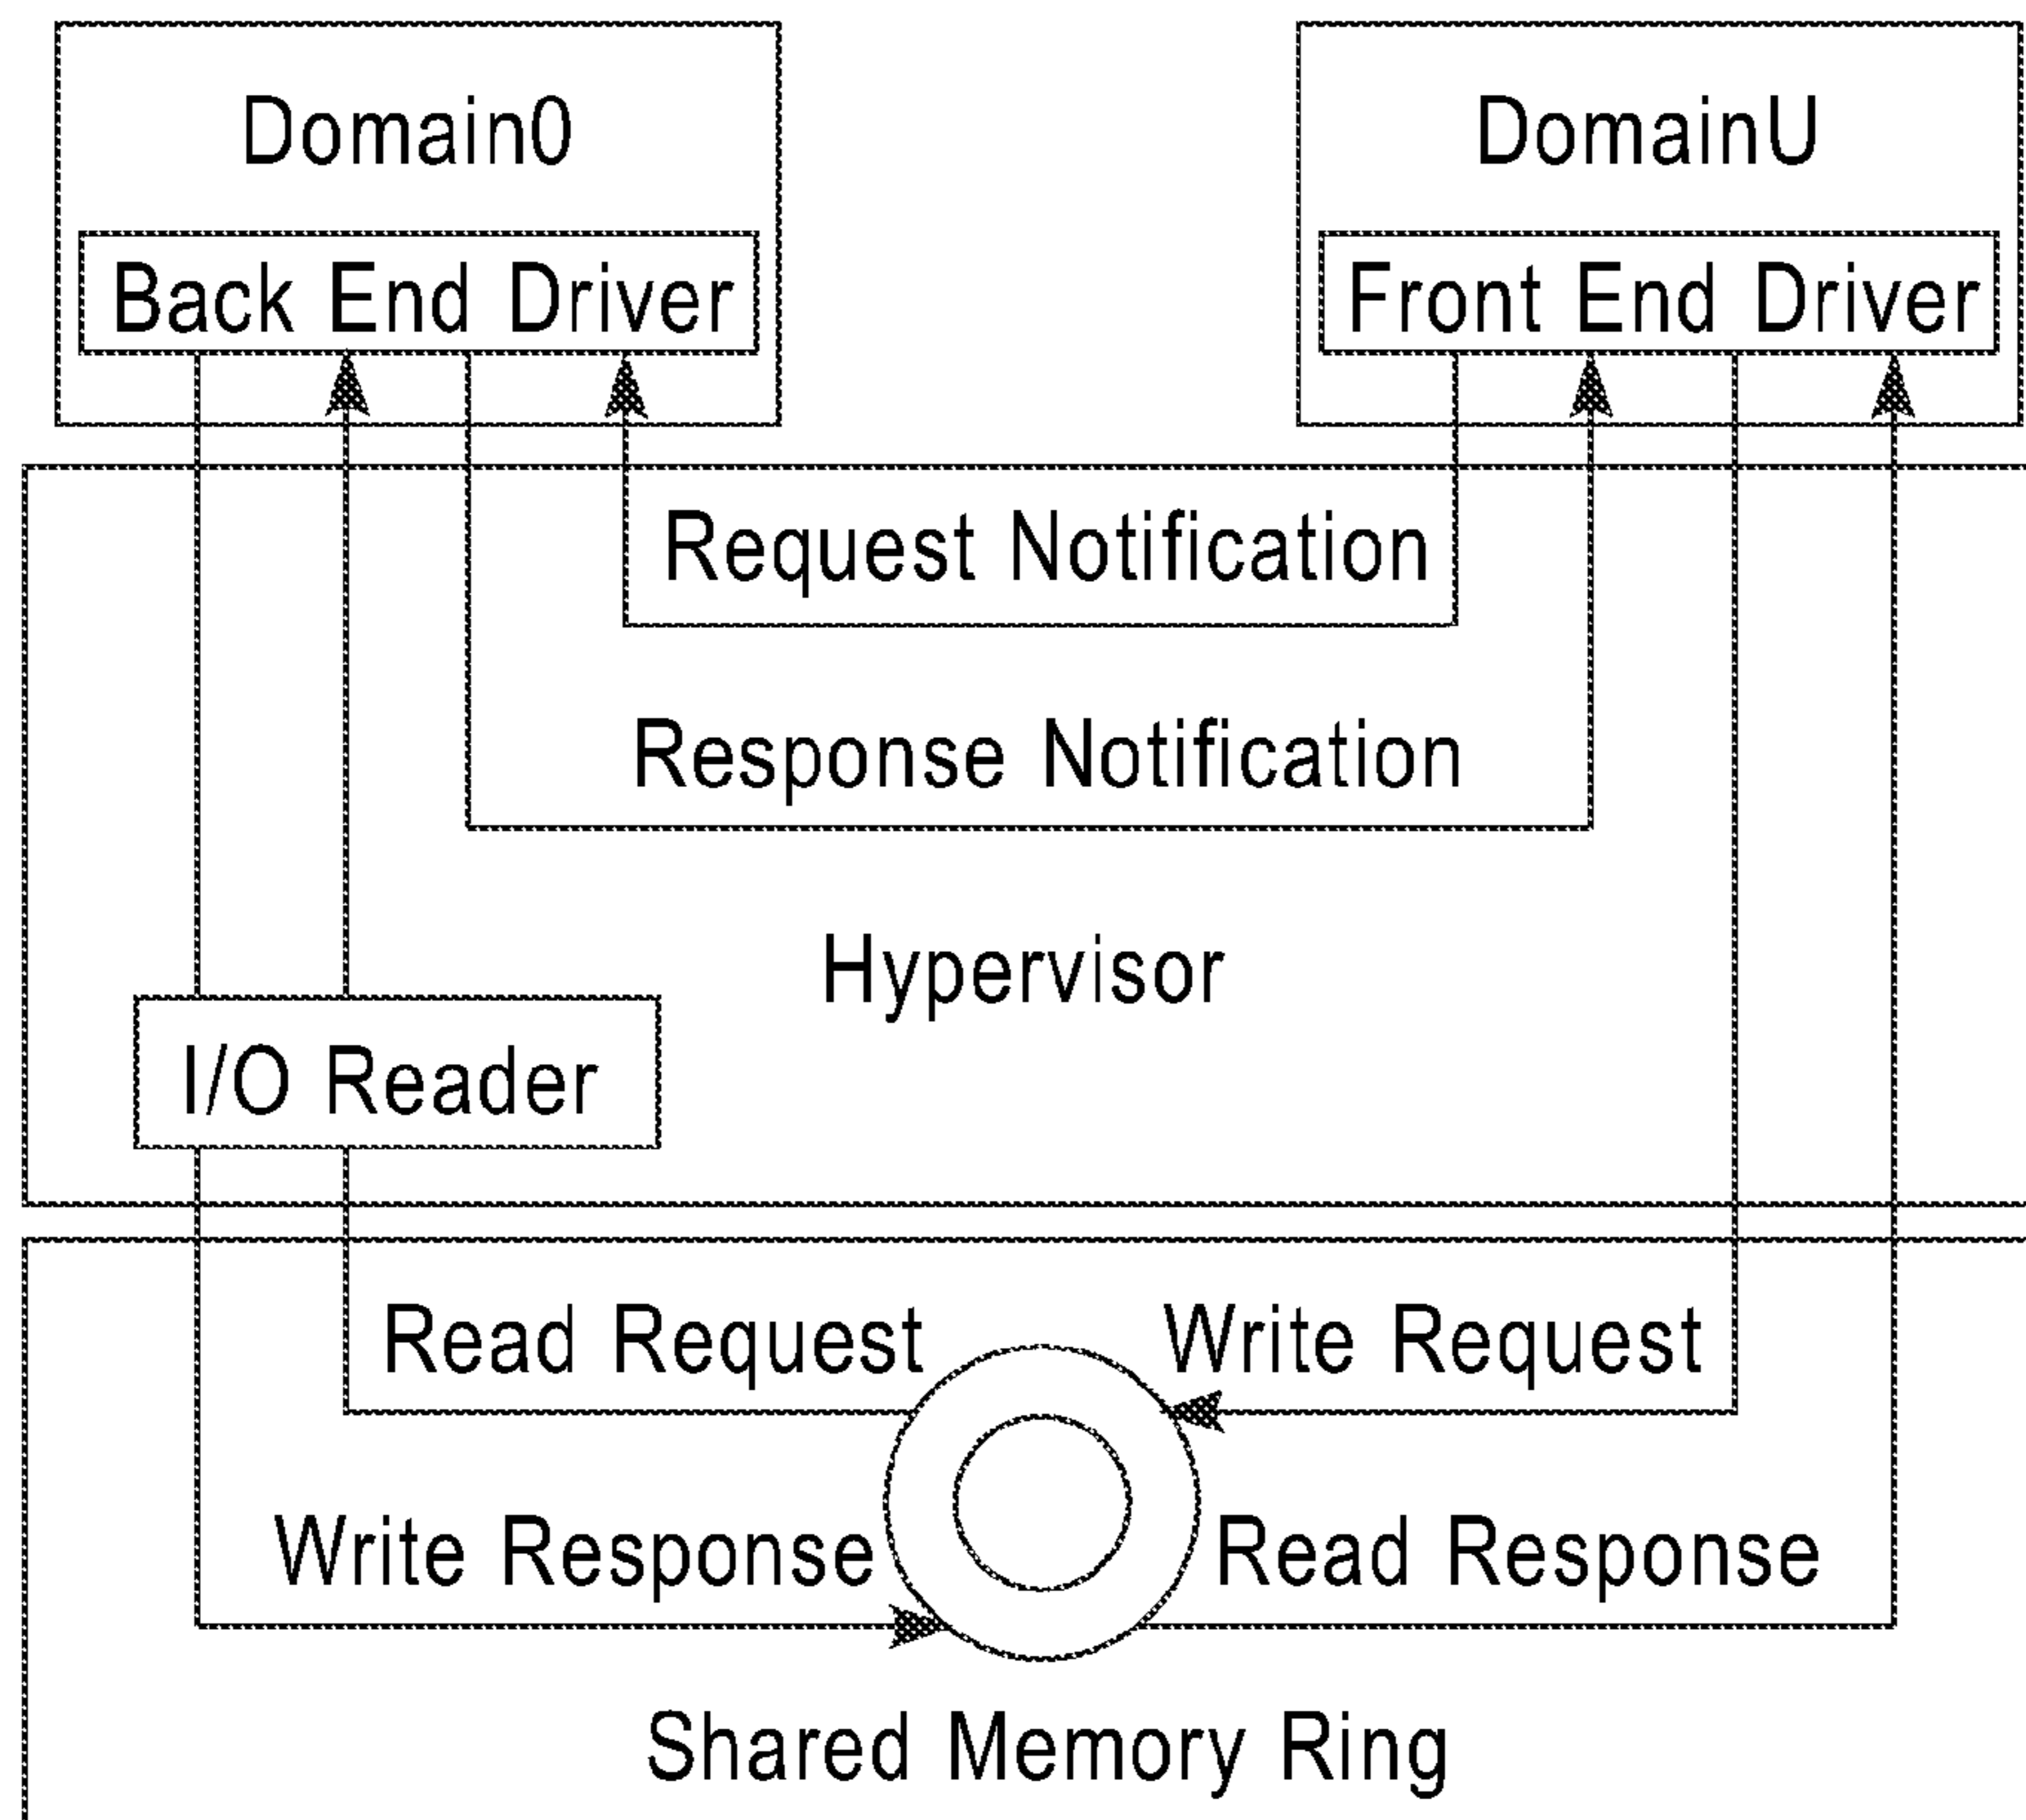 Domain0
DomainU
Back End Driver
Front End Driver
Request Notification
Response Notification
Hypervisor
I/O Reader
Read Request
Write Request
Write Response
Read Response
Shared Memory Ring